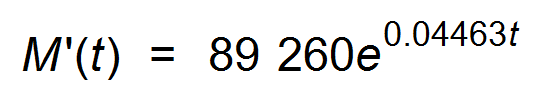 M'(t) = 89 260e^{0.04463t}